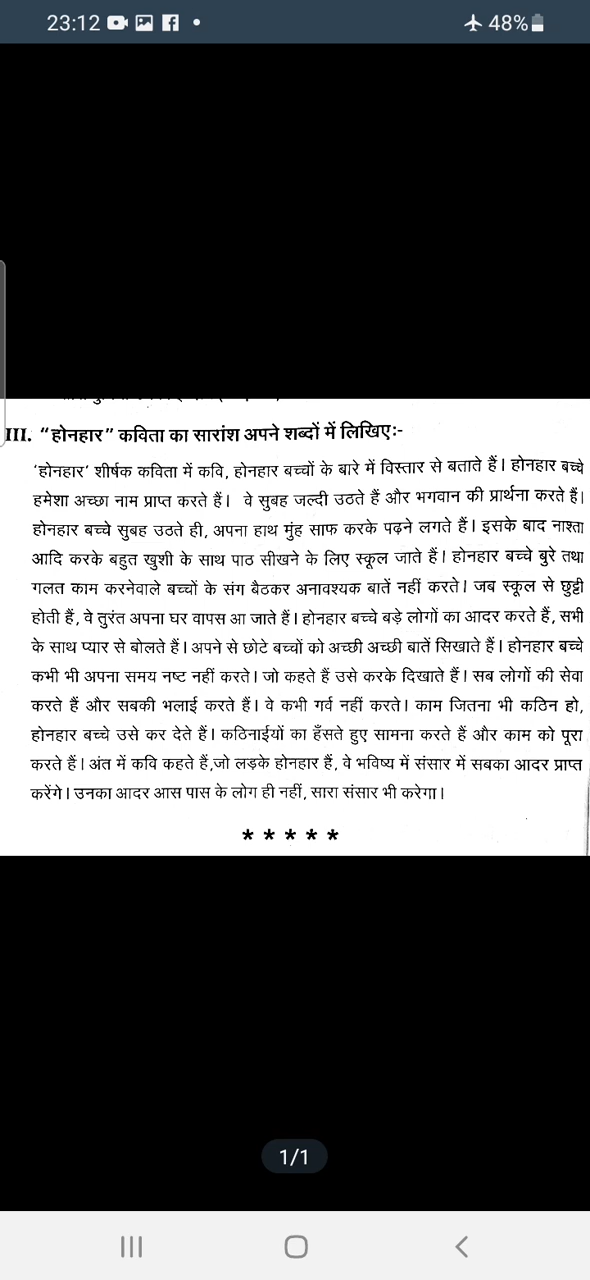 23:12
48%
III. “होनहार” कविता का सारांश अपने शब्दों में लिखिए:-
'होनहार' शीर्षक कविता में कवि, होनहार बच्चों के बारे में विस्तार से बताते हैं। होनहार बच्चे
हमेशा अच्छा नाम प्राप्त करते हैं। वे सुबह जल्दी उठते हैं और भगवान की प्रार्थना करते हैं।
होनहार बच्चे सुबह उठते ही, अपना हाथ मुंह साफ करके पढ़ने लगते हैं। इसके बाद नाश्ता
आदि करके बहुत खुशी के साथ पाठ सीखने के लिए स्कूल जाते हैं। होनहार बच्चे बुरे तथा
गलत काम करनेवाले बच्चों के संग बैठकर अनावश्यक बातें नहीं करते। जब स्कूल से छुट्टी
होती हैं, वे तुरंत अपना घर वापस आ जाते हैं। होनहार बच्चे बड़े लोगों का आदर करते हैं, सभी
के साथ प्यार से बोलते हैं। अपने से छोटे बच्चों को अच्छी अच्छी बातें सिखाते हैं। होनहार बच्चे
कभी भी अपना समय नष्ट नहीं करते। जो कहते हैं उसे करके दिखाते हैं। सब लोगों की सेवा
करते हैं और सबकी भलाई करते हैं। वे कभी गर्व नहीं करते। काम जितना भी कठिन हो,
होनहार बच्चे उसे कर देते हैं। कठिनाईयों का हँसते हुए सामना करते हैं और काम को पूरा
करते हैं। अंत में कवि कहते हैं,जो लड़के होनहार हैं, वे भविष्य में संसार में सबका आदर प्राप्त
करेंगे। उनका आदर आस पास के लोग ही नहीं, सारा संसार भी करेगा।
* * * * *
1/1